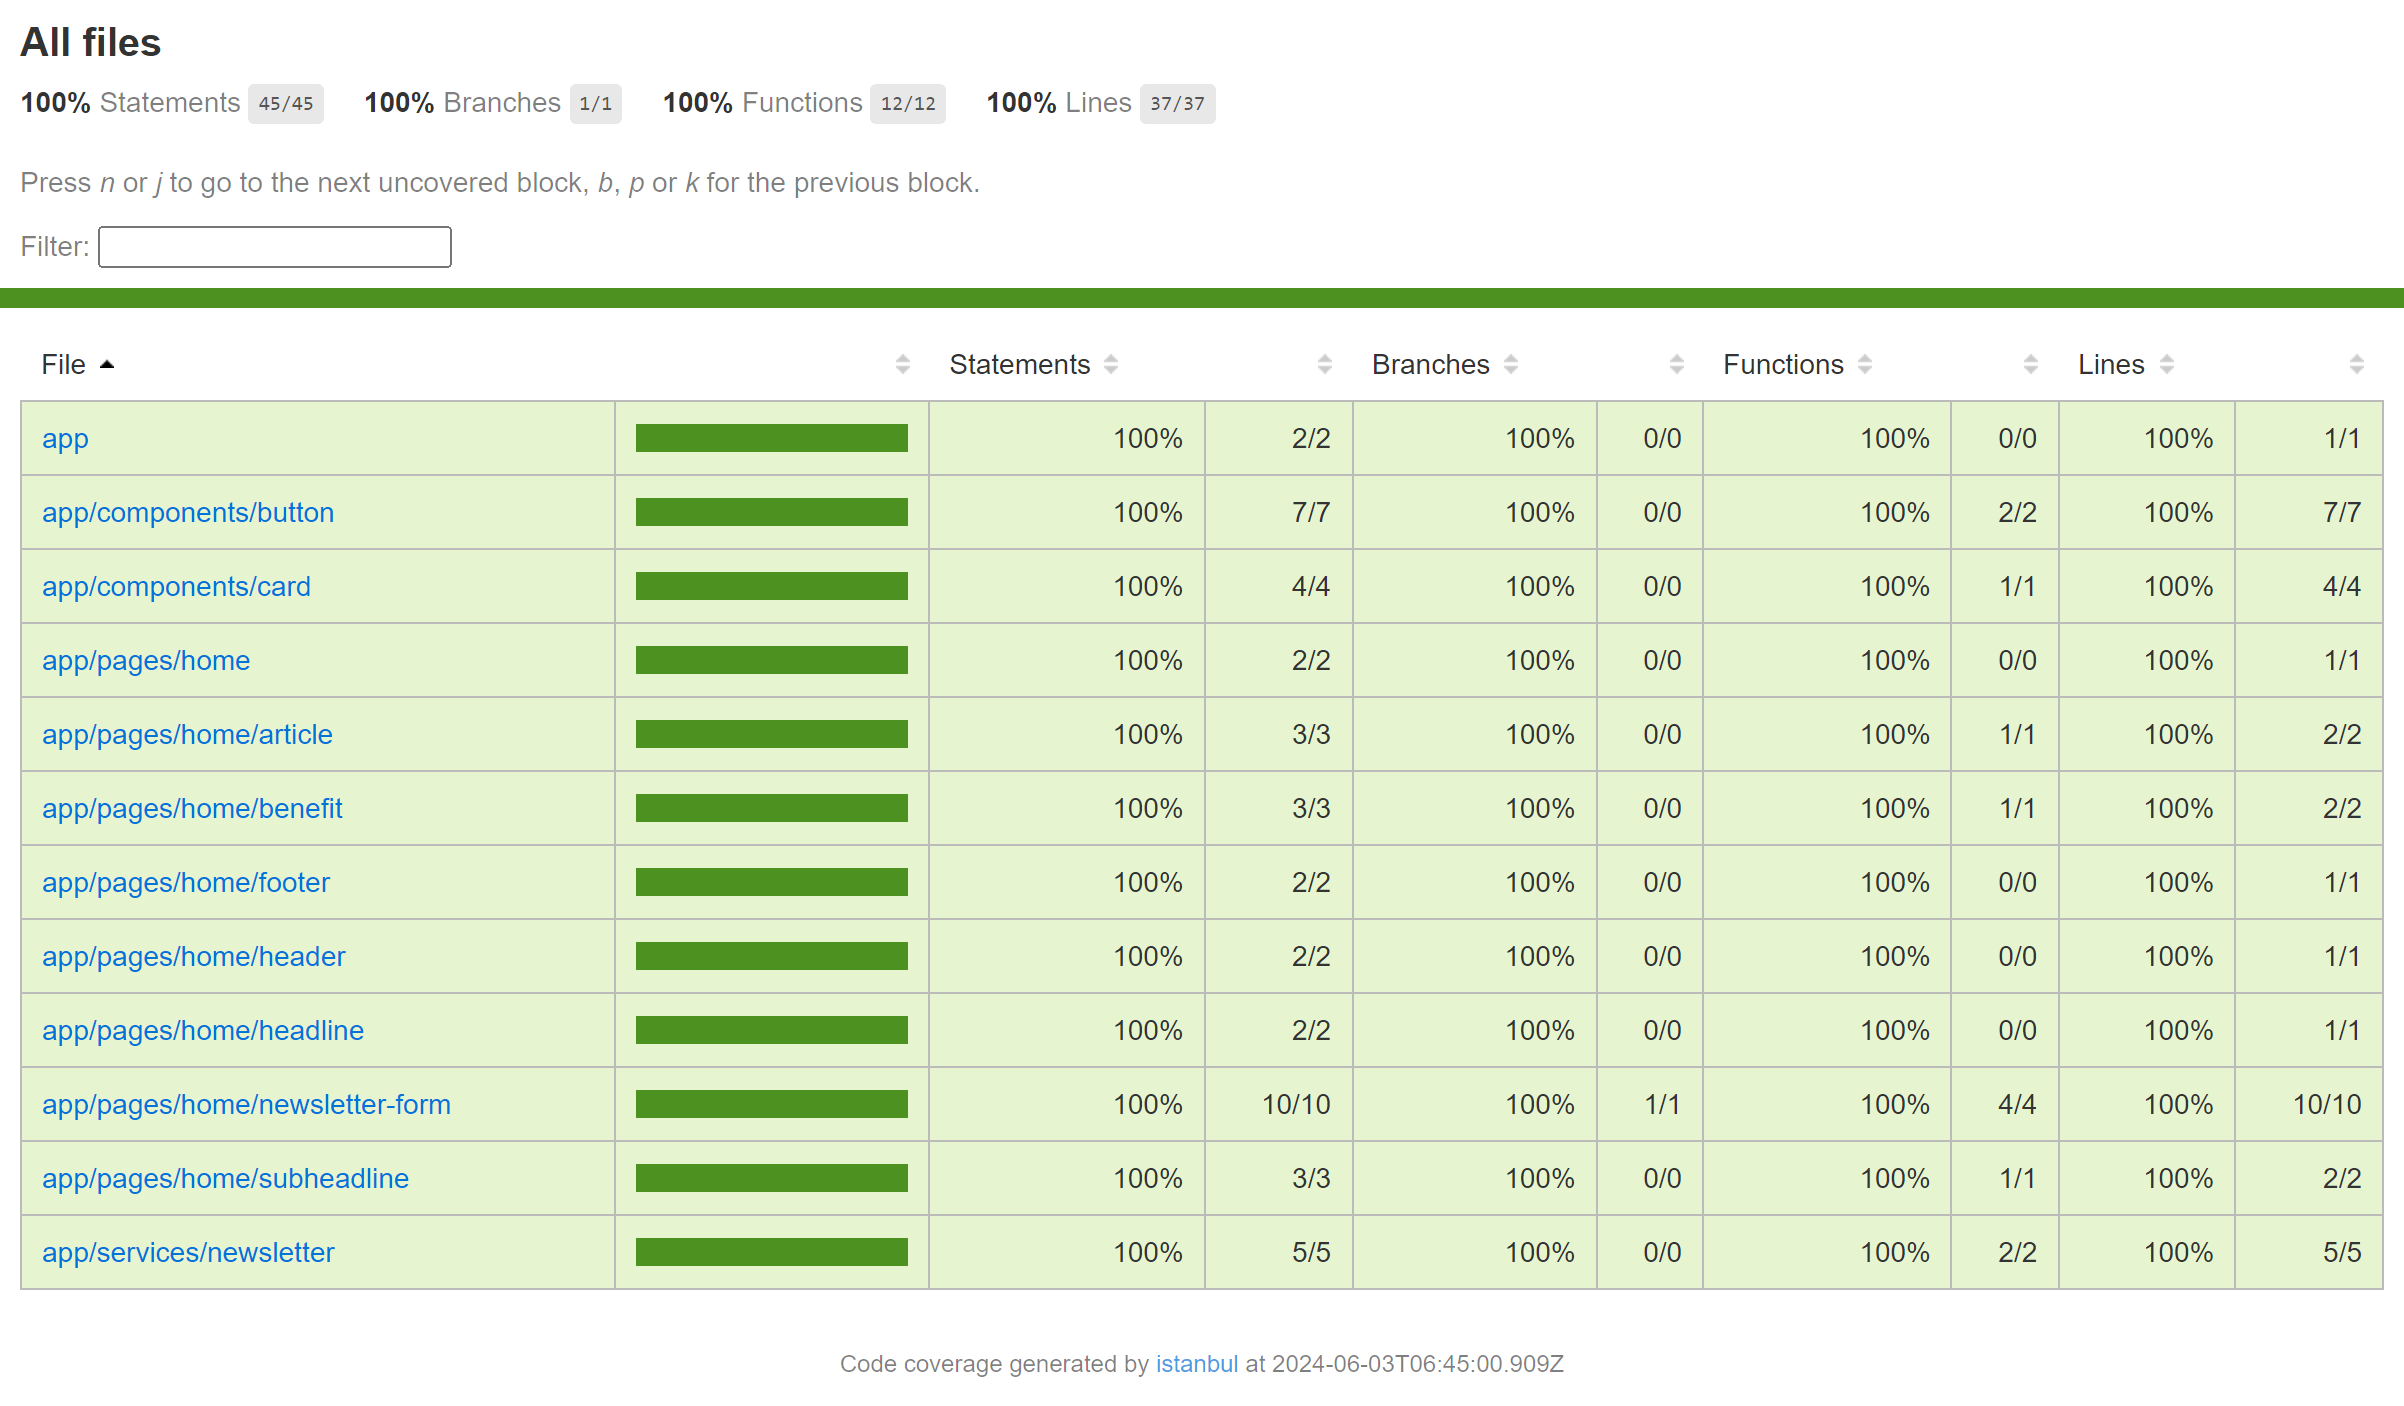 All files
100% Statements 45/45 100% Branches 1/1 100% Functions 12/12 100% Lines 37/37
Press n or j to go to the next uncovered block, b, p or k for the previous block.
Filter:
File Statements Branches Functions Lines
app 100% 2/2 100% 0/0 100% 0/0 100% 1/1
app/components/button 100% 7/7 100% 0/0 100% 2/2 100% 7/7
app/components/card 100% 4/4 100% 0/0 100% 1/1 100% 4/4
app/pages/home 100% 2/2 100% 0/0 100% 0/0 100% 1/1
app/pages/home/article 100% 3/3 100% 0/0 100% 1/1 100% 2/2
app/pages/home/benefit 100% 3/3 100% 0/0 100% 1/1 100% 2/2
app/pages/home/footer 100% 2/2 100% 0/0 100% 0/0 100% 1/1
app/pages/home/header 100% 2/2 100% 0/0 100% 0/0 100% 1/1
app/pages/home/headline 100% 2/2 100% 0/0 100% 0/0 100% 1/1
app/pages/home/newsletter-form 100% 10/10 100% 1/1 100% 4/4 100% 10/10
app/pages/home/subheadline 100% 3/3 100% 0/0 100% 1/1 100% 2/2
app/services/newsletter 100% 5/5 100% 0/0 100% 2/2 100% 5/5
Code coverage generated by istanbul at 2024-06-03T06:45:00.909Z